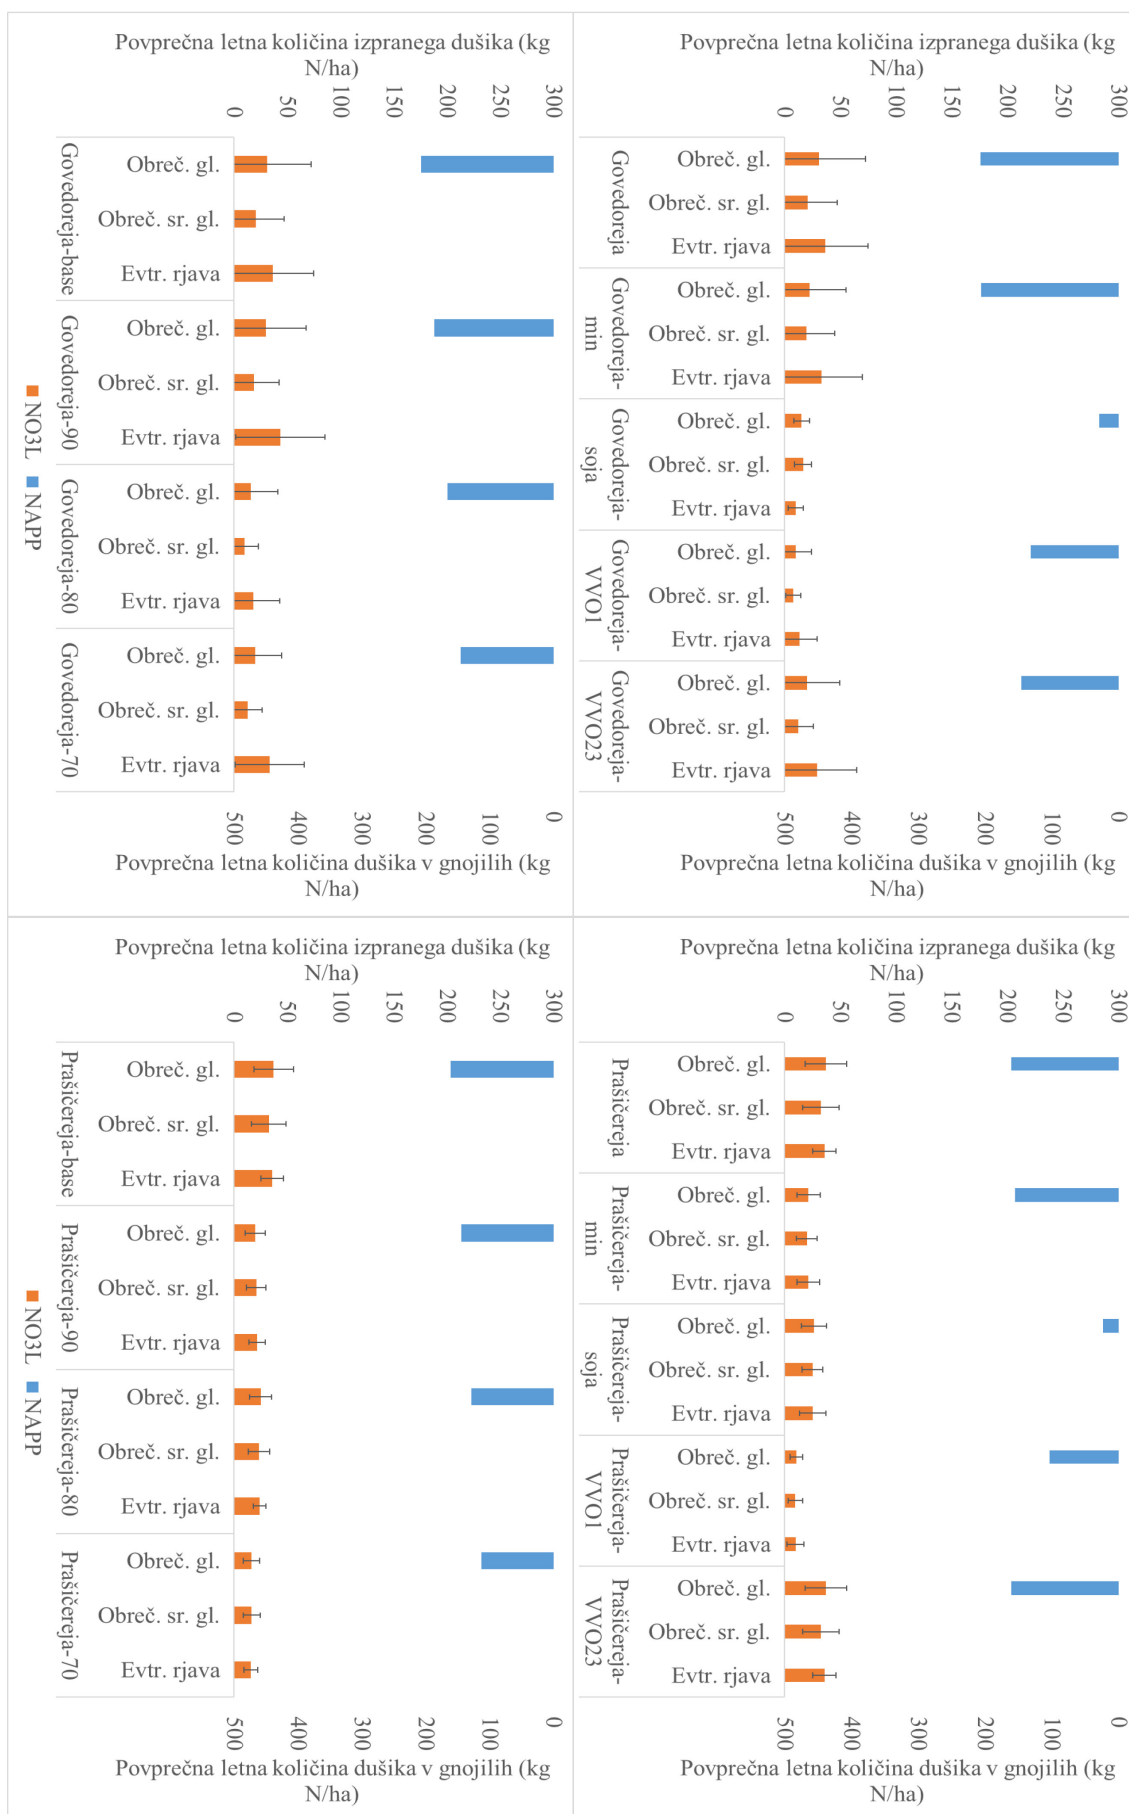 Povprečna letna količina izpranega dušika (kg
N/ha)
300
250
200
150
100
50
0
Obreč. gl.
Obreč. sr. gl.
Evtr. rjava
Obreč. gl.
Obreč. sr. gl.
Evtr. rjava
Obreč. gl.
Obreč. sr. gl.
Evtr. rjava
Obreč. gl.
Obreč. sr. gl.
Evtr. rjava
Obreč. gl.
Obreč. sr. gl.
Evtr. rjava
Govedoreja
Govedoreja-
min
Govedoreja-
soja
Govedoreja-
VVO1
Govedoreja-
VVO23
0
100
200
300
400
500
Povprečna letna količina dušika v gnojilih (kg
N/ha)
Povprečna letna količina izpranega dušika (kg
N/ha)
300
250
200
150
100
50
0
Obreč. gl.
Obreč. sr. gl.
Evtr. rjava
Obreč. gl.
Obreč. sr. gl.
Evtr. rjava
Obreč. gl.
Obreč. sr. gl.
Evtr. rjava
Obreč. gl.
Obreč. sr. gl.
Evtr. rjava
Obreč. gl.
Obreč. sr. gl.
Evtr. rjava
Prašičereja
Prašičereja-
min
Prašičereja-
soja
Prašičereja-
VVO1
Prašičereja-
VVO23
0
100
200
300
400
500
Povprečna letna količina dušika v gnojilih (kg
N/ha)
Povprečna letna količina izpranega dušika (kg
N/ha)
300
250
200
150
100
50
0
Obreč. gl.
Obreč. sr. gl.
Evtr. rjava
Obreč. gl.
Obreč. sr. gl.
Evtr. rjava
Obreč. gl.
Obreč. sr. gl.
Evtr. rjava
Obreč. gl.
Obreč. sr. gl.
Evtr. rjava
Govedoreja-base
Govedoreja-90
Govedoreja-80
Govedoreja-70
0
100
200
300
400
500
Povprečna letna količina dušika v gnojilih (kg
N/ha)
NO3L NAPP
Povprečna letna količina izpranega dušika (kg
N/ha)
300
250
200
150
100
50
0
Obreč. gl.
Obreč. sr. gl.
Evtr. rjava
Obreč. gl.
Obreč. sr. gl.
Evtr. rjava
Obreč. gl.
Obreč. sr. gl.
Evtr. rjava
Obreč. gl.
Obreč. sr. gl.
Evtr. rjava
Prašičereja-base
Prašičereja-90
Prašičereja-80
Prašičereja-70
0
100
200
300
400
500
Povprečna letna količina dušika v gnojilih (kg
N/ha)
NO3L NAPP